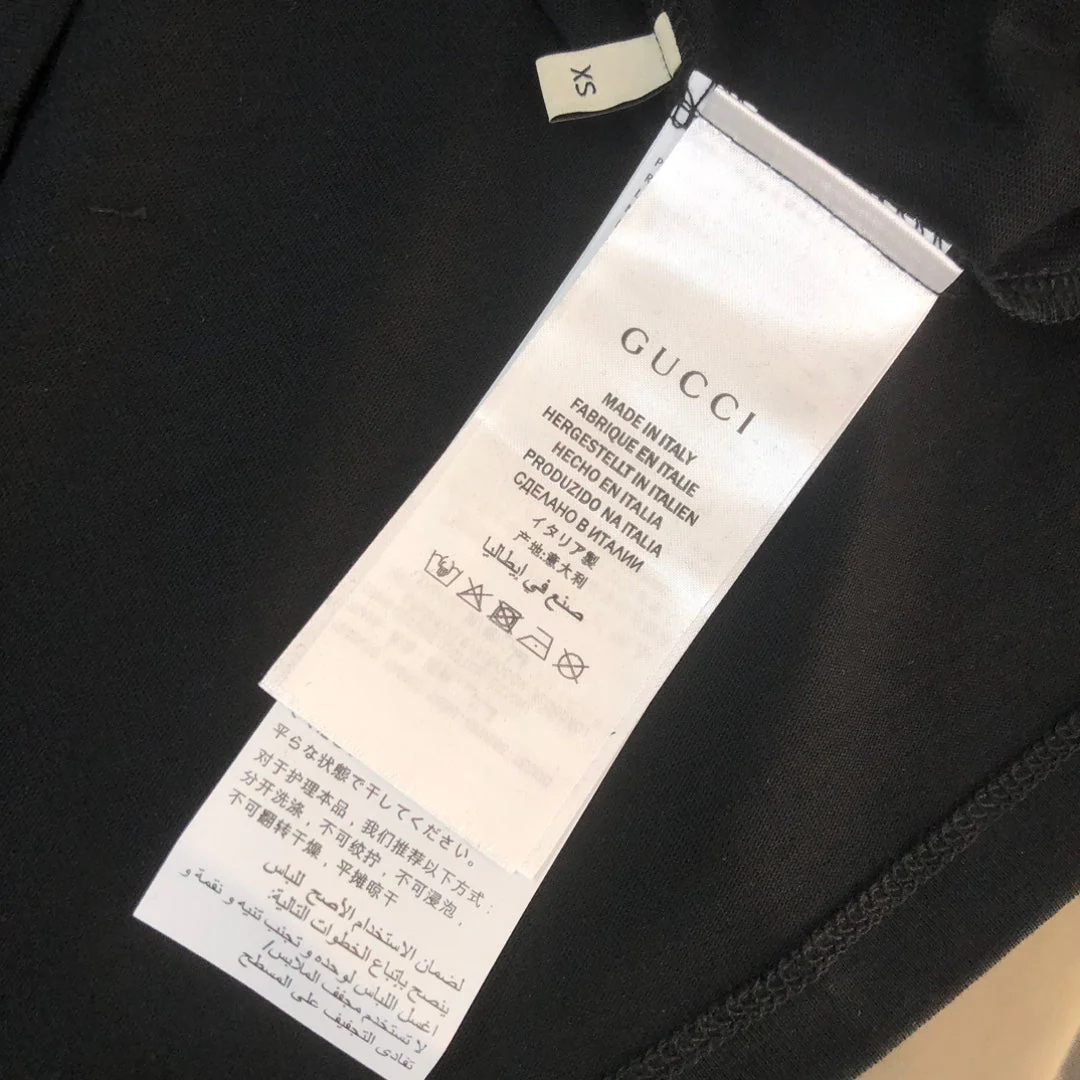 XS
GUCCI
MADE IN ITALY
FABRIQUE EN ITALIE
HERGESTELLT IN ITALIEN
HECHO EN ITALIA
PRODUZIDO NA ITALIA
СДЕЛАНО В ИТАЛИИ
イタリア製
产地:意大利
صنع في إيطاليا
平らな状態で干してください。
对于护理本品，我们推荐以下方式：
分开洗涤，不可绞拧，不可浸泡，
不可翻转干燥，平摊晾干
لضمان الاستخدام الأصح للباس
ينصح بإتباع الخطوات التالية:
اغسل اللباس لوحده و تجنب تنيه و نقمة و
لا تستخدم مجفف الملابس/
تفادى التجفيف على المسطح